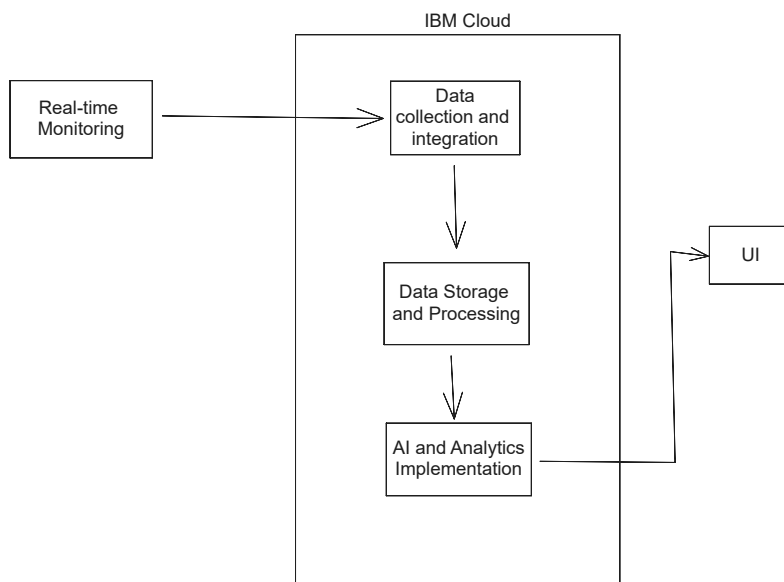 IBM Cloud
Real-time
Monitoring
Data
collection and
integration
Data Storage
and Processing
UI
AI and Analytics
Implementation